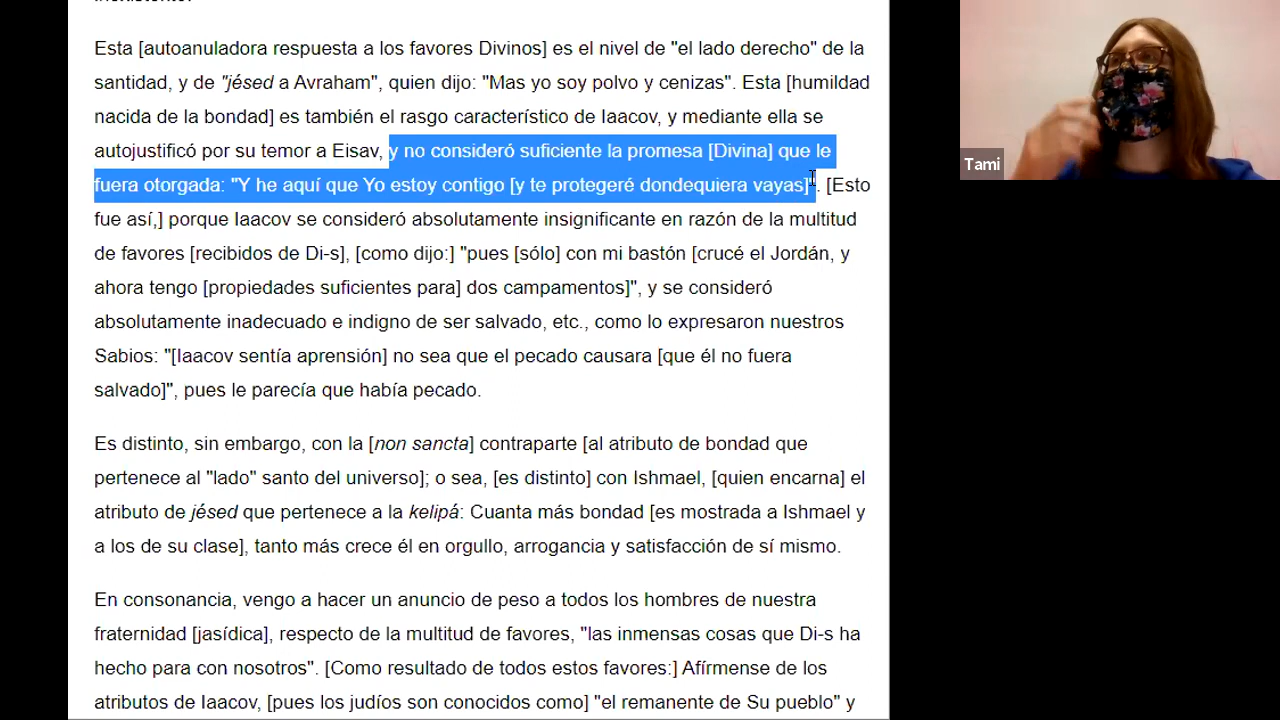 Esta [autoanuladora respuesta a los favores Divinos] es el nivel de "el lado derecho" de la
santidad, y de "jésed a Avraham", quien dijo: "Mas yo soy polvo y cenizas". Esta [humildad
nacida de la bondad] es también el rasgo característico de Iaacov, y mediante ella se
autojustificó por su temor a Eisav, y no consideró suficiente la promesa [Divina] que le
fuera otorgada: "Y he aquí que Yo estoy contigo [y te protegeré dondequiera vayas]". [Esto
fue así,] porque Iaacov se consideró absolutamente insignificante en razón de la multitud
de favores [recibidos de Di-s], [como dijo:] "pues [sólo] con mi bastón [crucé el Jordán, y
ahora tengo [propiedades suficientes para] dos campamentos]", y se consideró
absolutamente inadecuado e indigno de ser salvado, etc., como lo expresaron nuestros
Sabios: "[Iaacov sentía aprensión] no sea que el pecado causara [que él no fuera
salvado]", pues le parecía que había pecado.
Es distinto, sin embargo, con la [non sancta] contraparte [al atributo de bondad que
pertenece al "lado" santo del universo]; o sea, [es distinto] con Ishmael, [quien encarna] el
atributo de jésed que pertenece a la kelipá: Cuanta más bondad [es mostrada a Ishmael y
a los de su clase], tanto más crece él en orgullo, arrogancia y satisfacción de sí mismo.
En consonancia, vengo a hacer un anuncio de peso a todos los hombres de nuestra
fraternidad [jasídica], respecto de la multitud de favores, "las inmensas cosas que Di-s ha
hecho para con nosotros". [Como resultado de todos estos favores:] Afírmense de los
atributos de Iaacov, [pues los judíos son conocidos como] "el remanente de Su pueblo" y
Tami